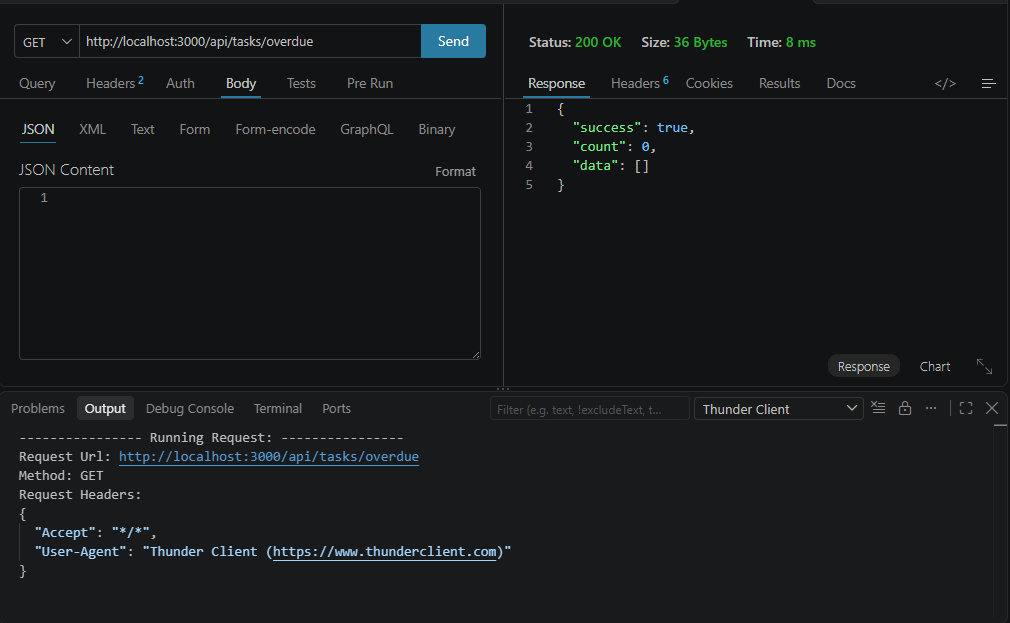 GET http://localhost:3000/api/tasks/overdue Send
Query Headers 2 Auth Body Tests Pre Run
JSON XML Text Form Form-encode GraphQL Binary
JSON Content Format
1
Status: 200 OK Size: 36 Bytes Time: 8 ms
Response Headers 6 Cookies Results Docs </>
1 {
2 "success": true,
3 "count": 0,
4 "data": []
5 }
Response Chart
Problems Output Debug Console Terminal Ports Filter (e.g. text, !excludeText, t... Thunder Client
---------------- Running Request: ----------------
Request Url: http://localhost:3000/api/tasks/overdue
Method: GET
Request Headers:
{
"Accept": "*/*",
"User-Agent": "Thunder Client (https://www.thunderclient.com)"
}